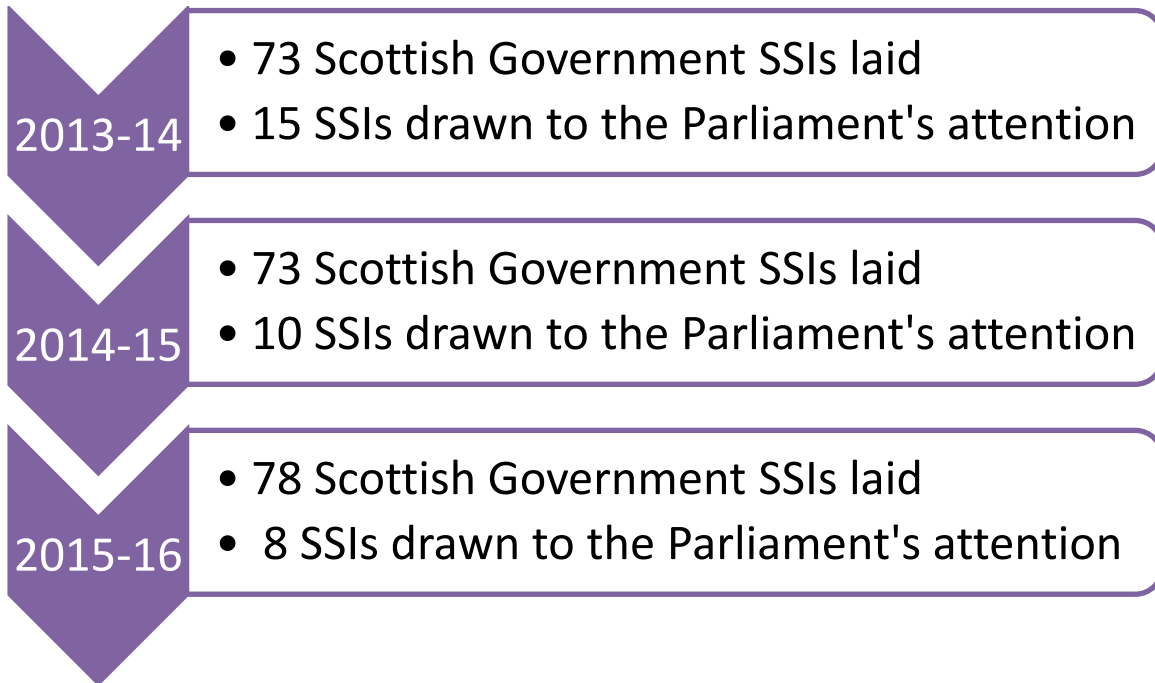 2013-14
• 73 Scottish Government SSIs laid
• 15 SSIs drawn to the Parliament's attention
2014-15
• 73 Scottish Government SSIs laid
• 10 SSIs drawn to the Parliament's attention
2015-16
• 78 Scottish Government SSIs laid
• 8 SSIs drawn to the Parliament's attention